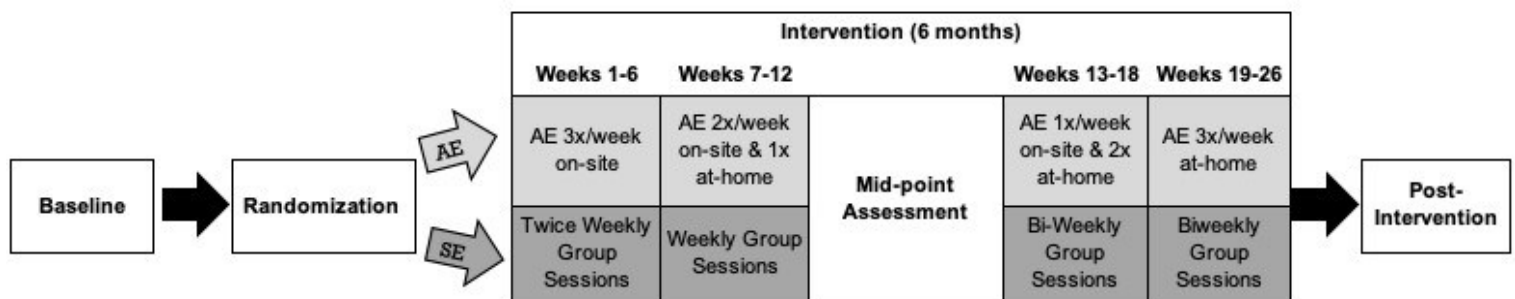 Intervention (6 months)
Weeks 1-6
Weeks 7-12
Weeks 13-18
Weeks 19-26
Baseline
Randomization
AE
AE 3x/week
on-site
AE 2x/week
on-site & 1x
at-home
Mid-point
Assessment
AE 1x/week
on-site & 2x
at-home
AE 3x/week
at-home
SE
Twice Weekly
Group
Sessions
Weekly Group
Sessions
Bi-Weekly
Group
Sessions
Biweekly
Group
Sessions
Post-
Intervention